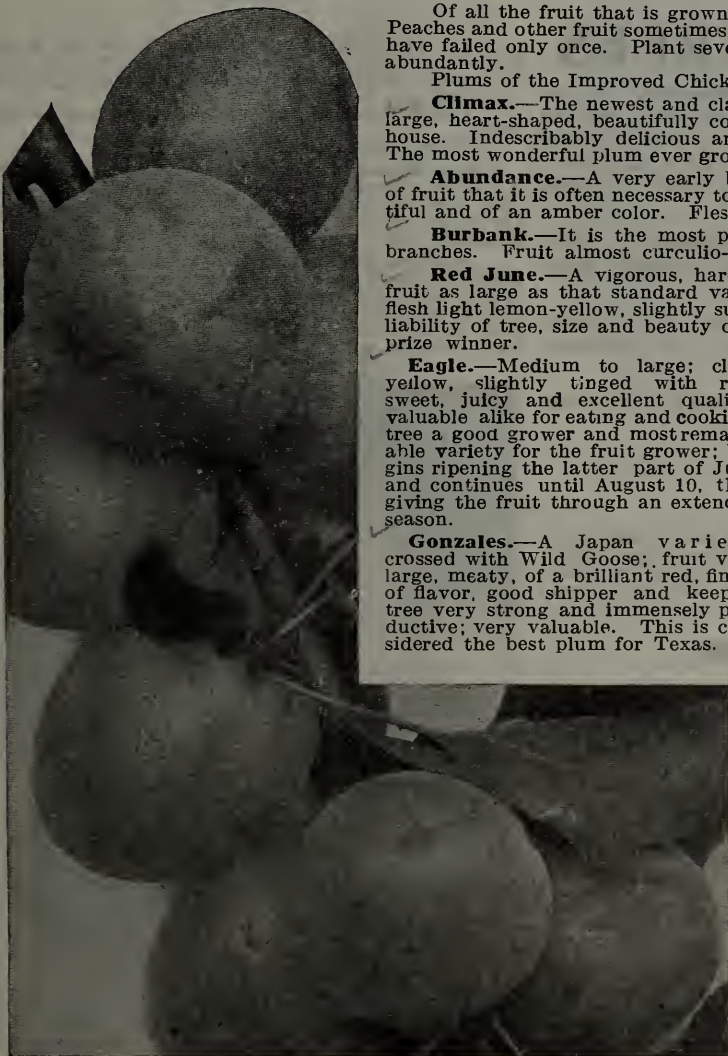 Of all the fruit that is grown
Peaches and other fruit sometimes
have failed only once. Plant seve
abundantly.
Plums of the Improved Chick
Climax.—The newest and cla
large, heart-shaped, beautifully co
house. Indescribably delicious an
The most wonderful plum ever gro
Abundance.—A very early b
of fruit that it is often necessary to
tiful and of an amber color. Fles
Burbank.—It is the most p
branches. Fruit almost curculio-
Red June.—A vigorous, har
fruit as large as that standard va
flesh light lemon-yellow, slightly su
liability of tree, size and beauty o
prize winner.
Eagle.—Medium to large; cl
yellow, slightly tinged with r
sweet, juicy and excellent quali
valuable alike for eating and cooki
tree a good grower and most rema
able variety for the fruit grower;
gins ripening the latter part of Ju
and continues until August 10, th
giving the fruit through an extend
season.
Gonzales.—A Japan varie
crossed with Wild Goose; fruit v
large, meaty, of a brilliant red, fin
of flavor, good shipper and keep
tree very strong and immensely p
ductive; very valuable. This is c
sidered the best plum for Texas.